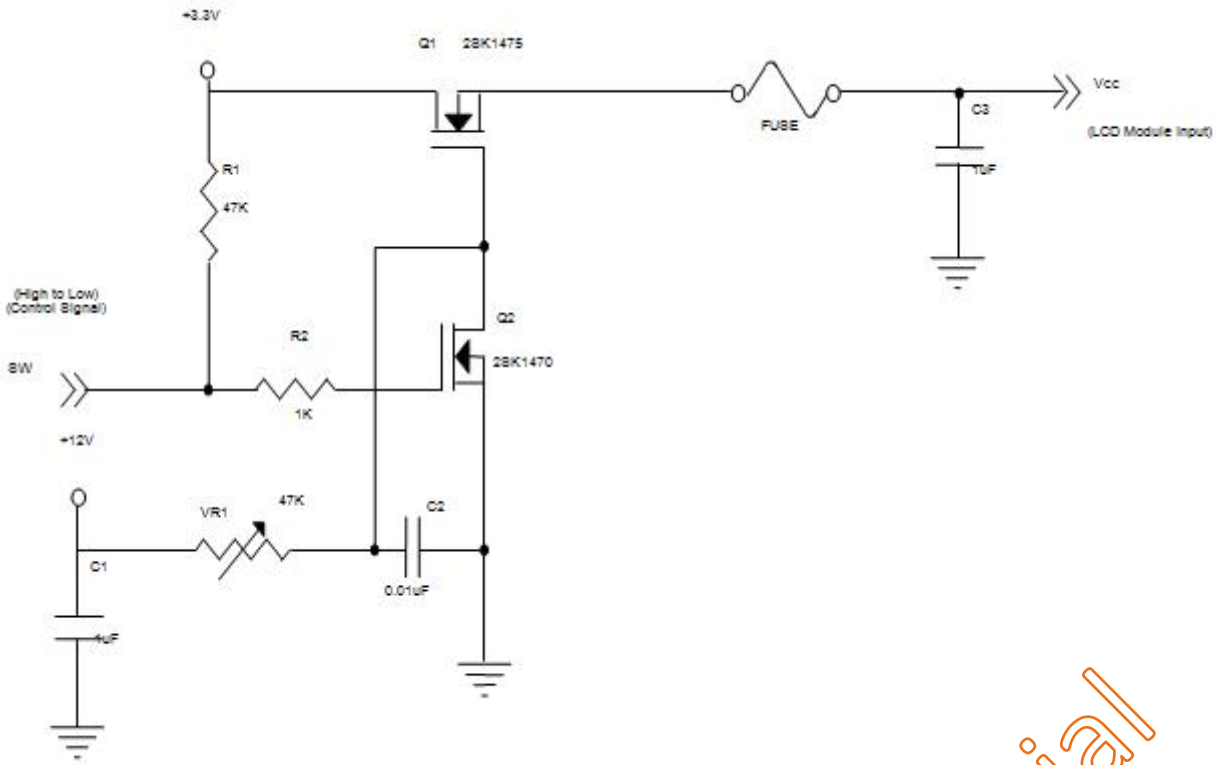 +3.3V
Q1 2SK1475
FUSE
Vcc
C3
(LCD Module Input)
1uF
R1
47K
(High to Low)
(Control Signal)
Q2
R2
2SK1470
SW
1K
+12V
47K
VR1
C2
C1
0.01uF
1uF